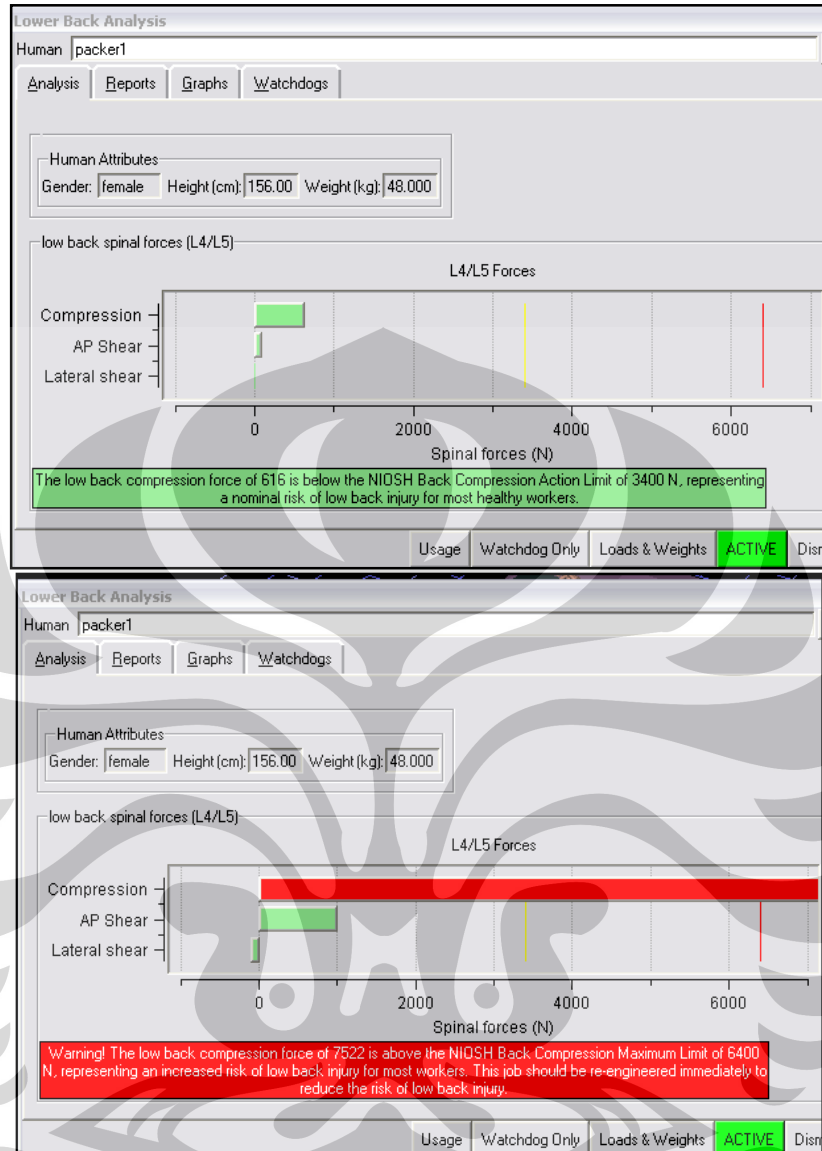 Lower Back Analysis
Human packer1
Analysis Reports Graphs Watchdogs
Human Attributes
Gender: female Height (cm): 156.00 Weight (kg): 48.000
low back spinal forces (L4/L5)
L4/L5 Forces
Compression
AP Shear
Lateral shear
0 2000 4000 6000
Spinal forces (N)
The low back compression force of 616 is below the NIOSH Back Compression Action Limit of 3400 N, representing
a nominal risk of low back injury for most healthy workers.
Usage Watchdog Only Loads & Weights ACTIVE
Lower Back Analysis
Human packer1
Analysis Reports Graphs Watchdogs
Human Attributes
Gender: female Height (cm): 156.00 Weight (kg): 48.000
low back spinal forces (L4/L5)
L4/L5 Forces
Compression
AP Shear
Lateral shear
0 2000 4000 6000
Spinal forces (N)
Warning! The low back compression force of 7522 is above the NIOSH Back Compression Maximum Limit of 6400
N, representing an increased risk of low back injury for most workers. This job should be re-engineered immediately to
reduce the risk of low back injury.
Usage Watchdog Only Loads & Weights ACTIVE